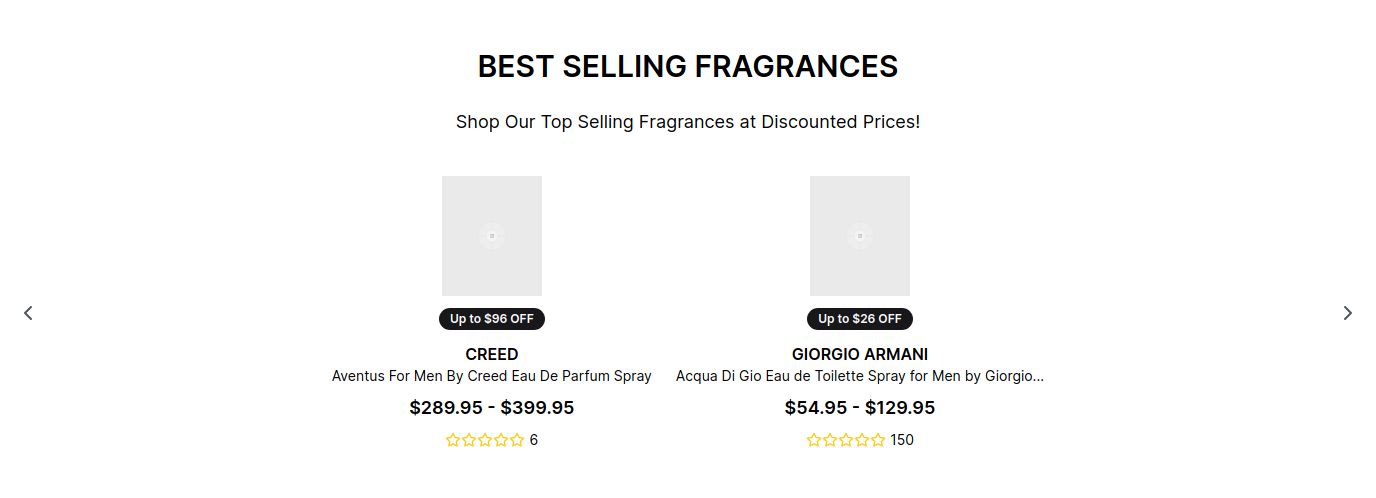 BEST SELLING FRAGRANCES
Shop Our Top Selling Fragrances at Discounted Prices!
Up to $96 OFF
CREED
Aventus For Men By Creed Eau De Parfum Spray
$289.95 - $399.95
6
Up to $26 OFF
GIORGIO ARMANI
Acqua Di Gio Eau de Toilette Spray for Men by Giorgio...
$54.95 - $129.95
150